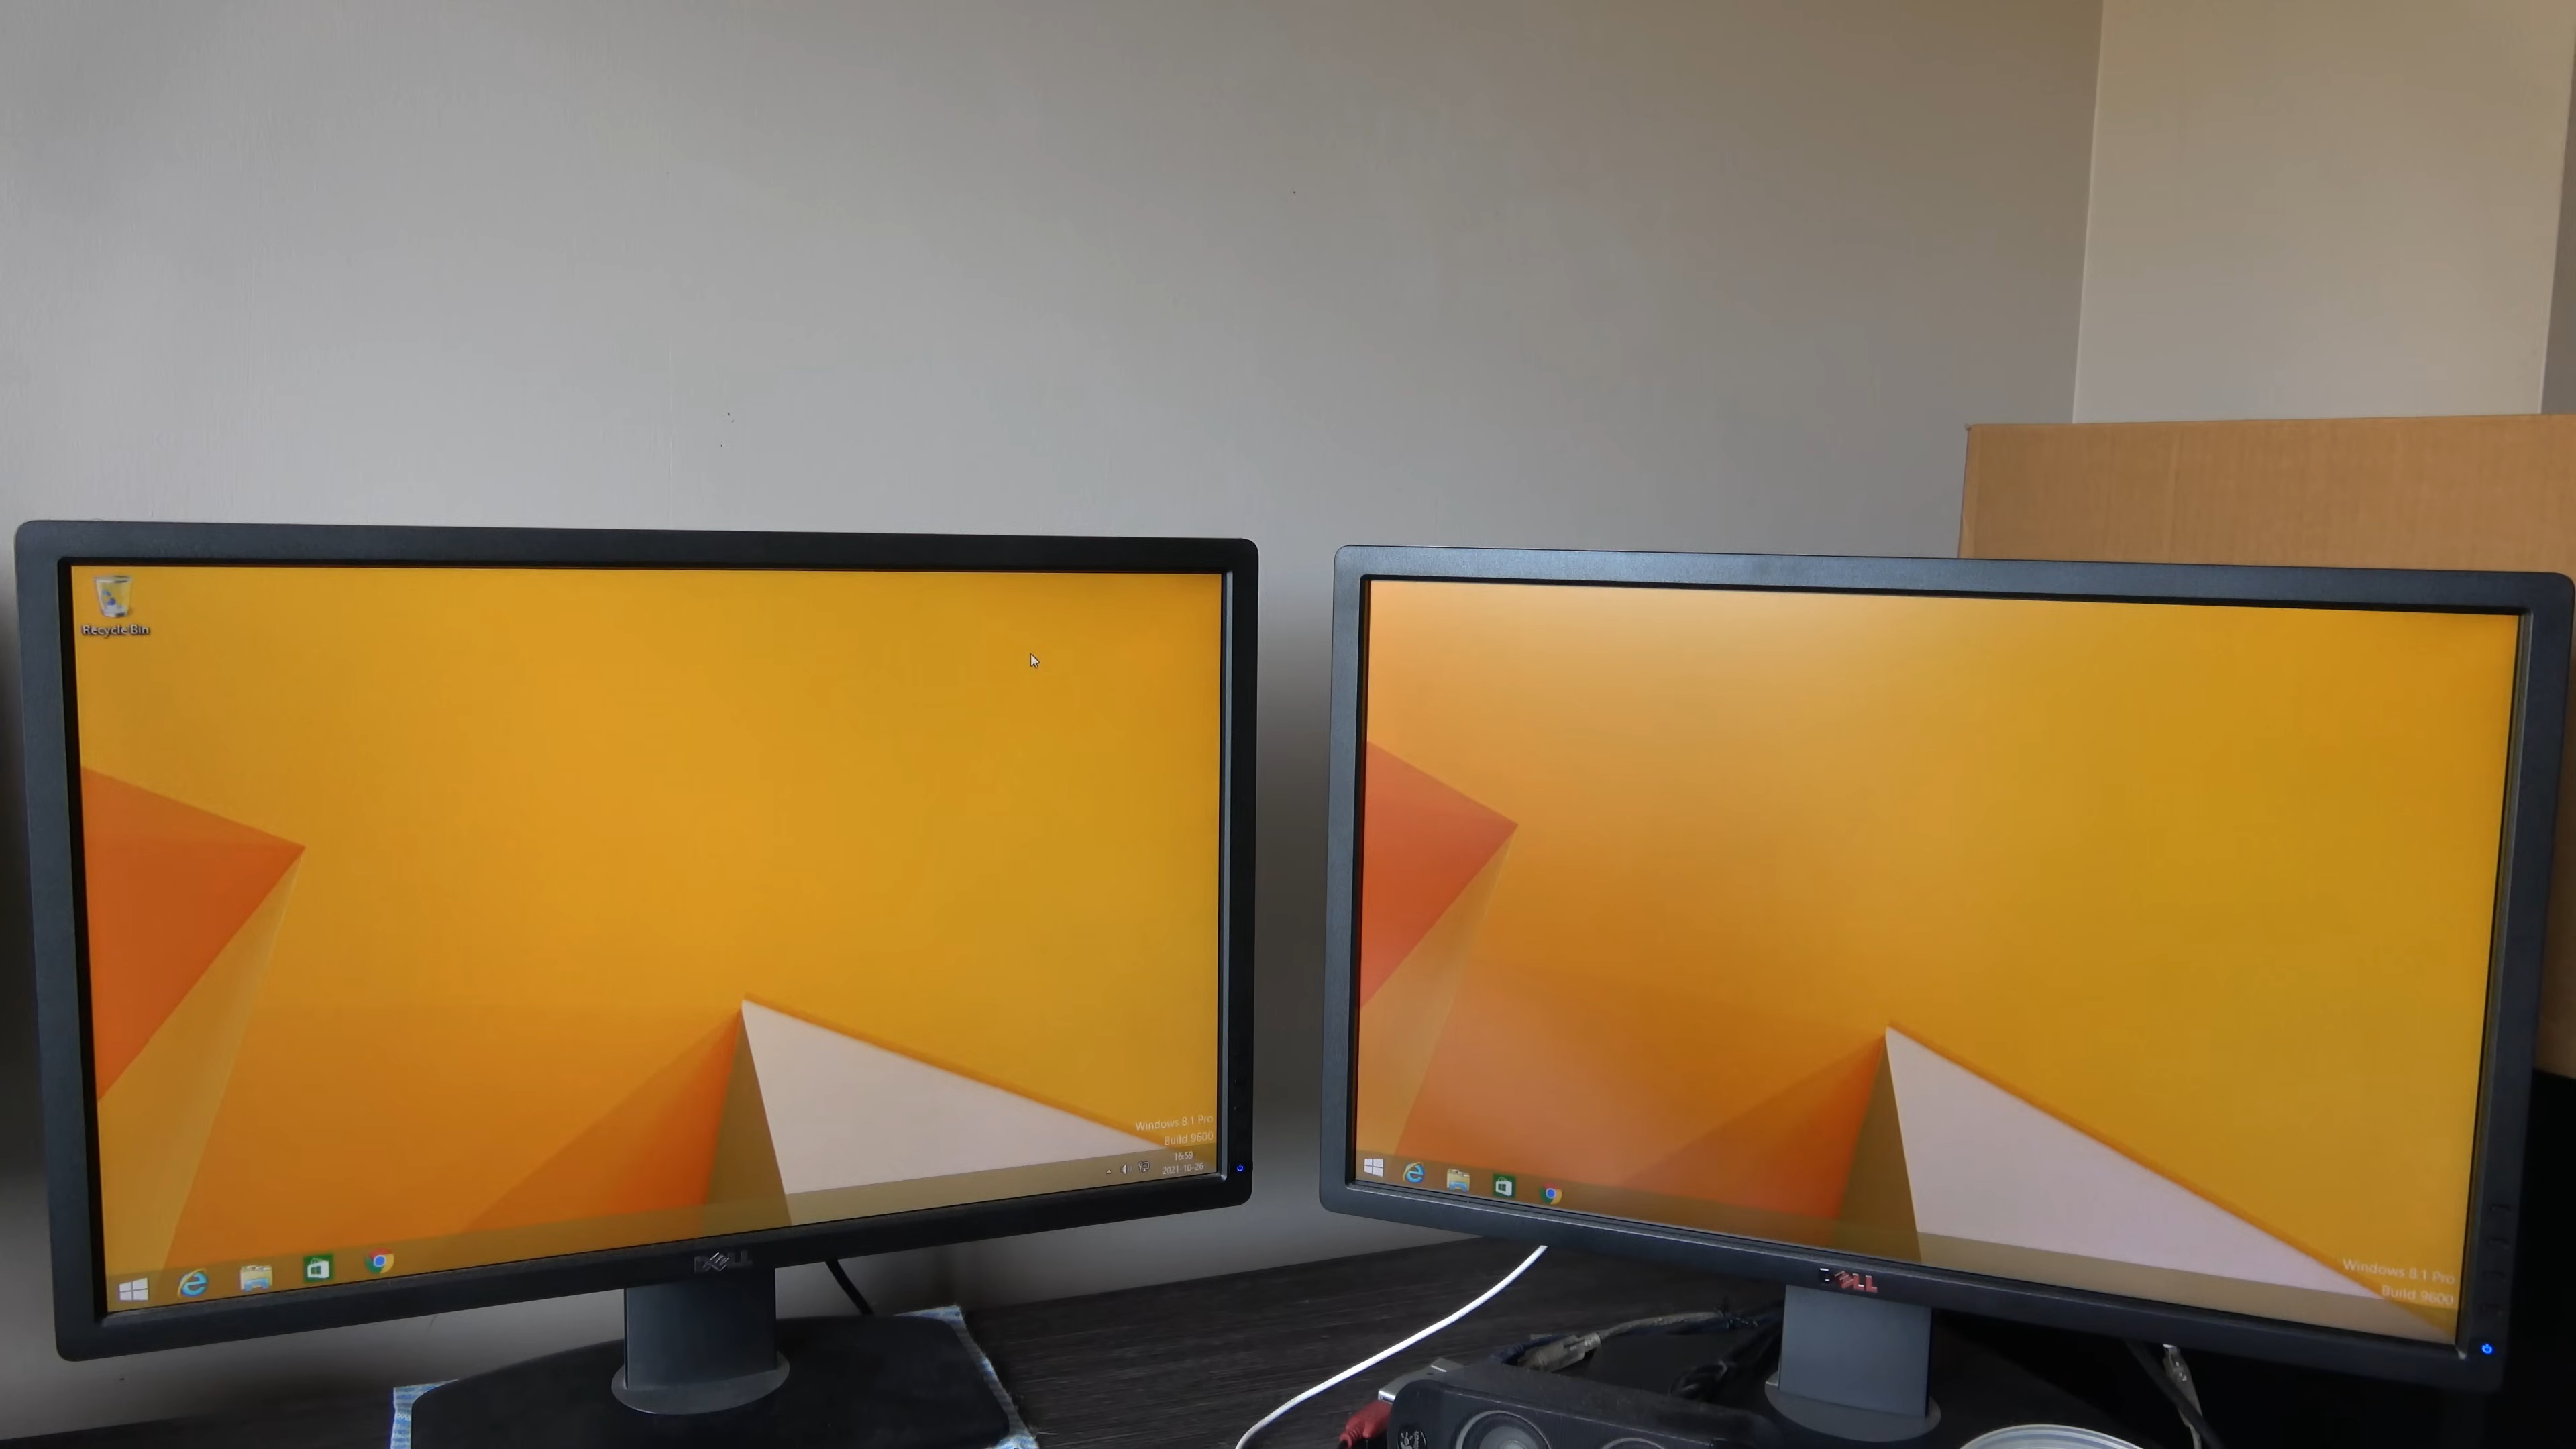 Recycle Bin
Windows 8.1 Pro
Build 9600
16:59
2021-10-26
DELL
Windows 8.1 Pro
Build 9600
DELL